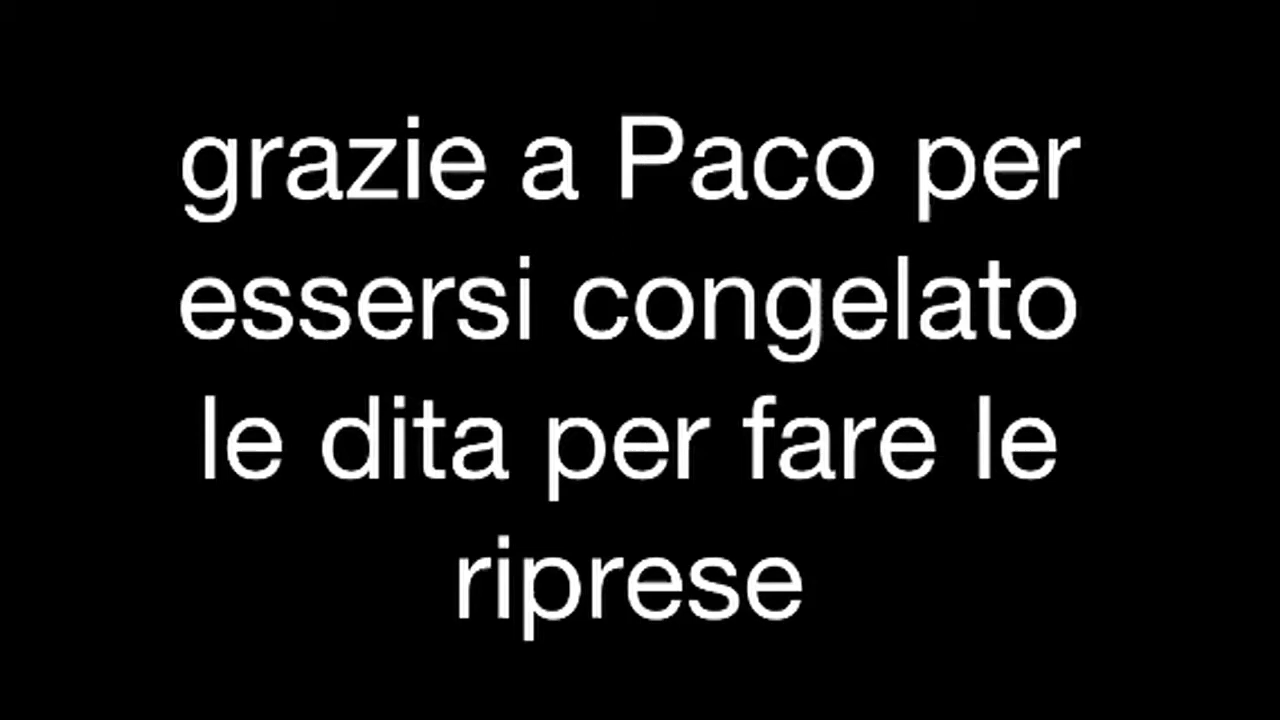 grazie a Paco per
essersi congelato
le dita per fare le
riprese